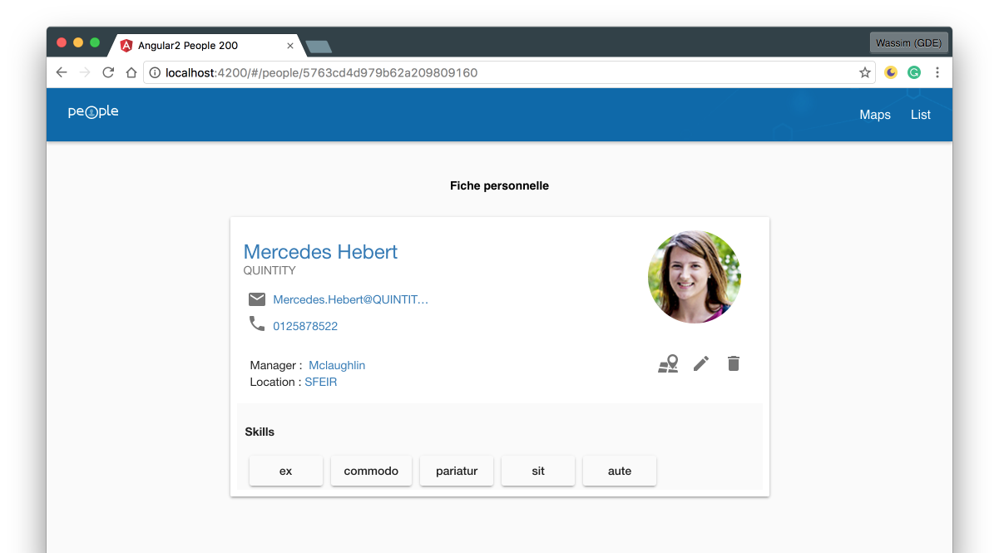 Angular2 People 200
Wassim (GDE)
localhost:4200/#/people/5763cd4d979b62a209809160
people
Maps List
Fiche personnelle
Mercedes Hebert
QUINTITY
Mercedes.Hebert@QUINTIT...
0125878522
Manager : Mclaughlin
Location : SFEIR
Skills
ex commodo pariatur sit aute